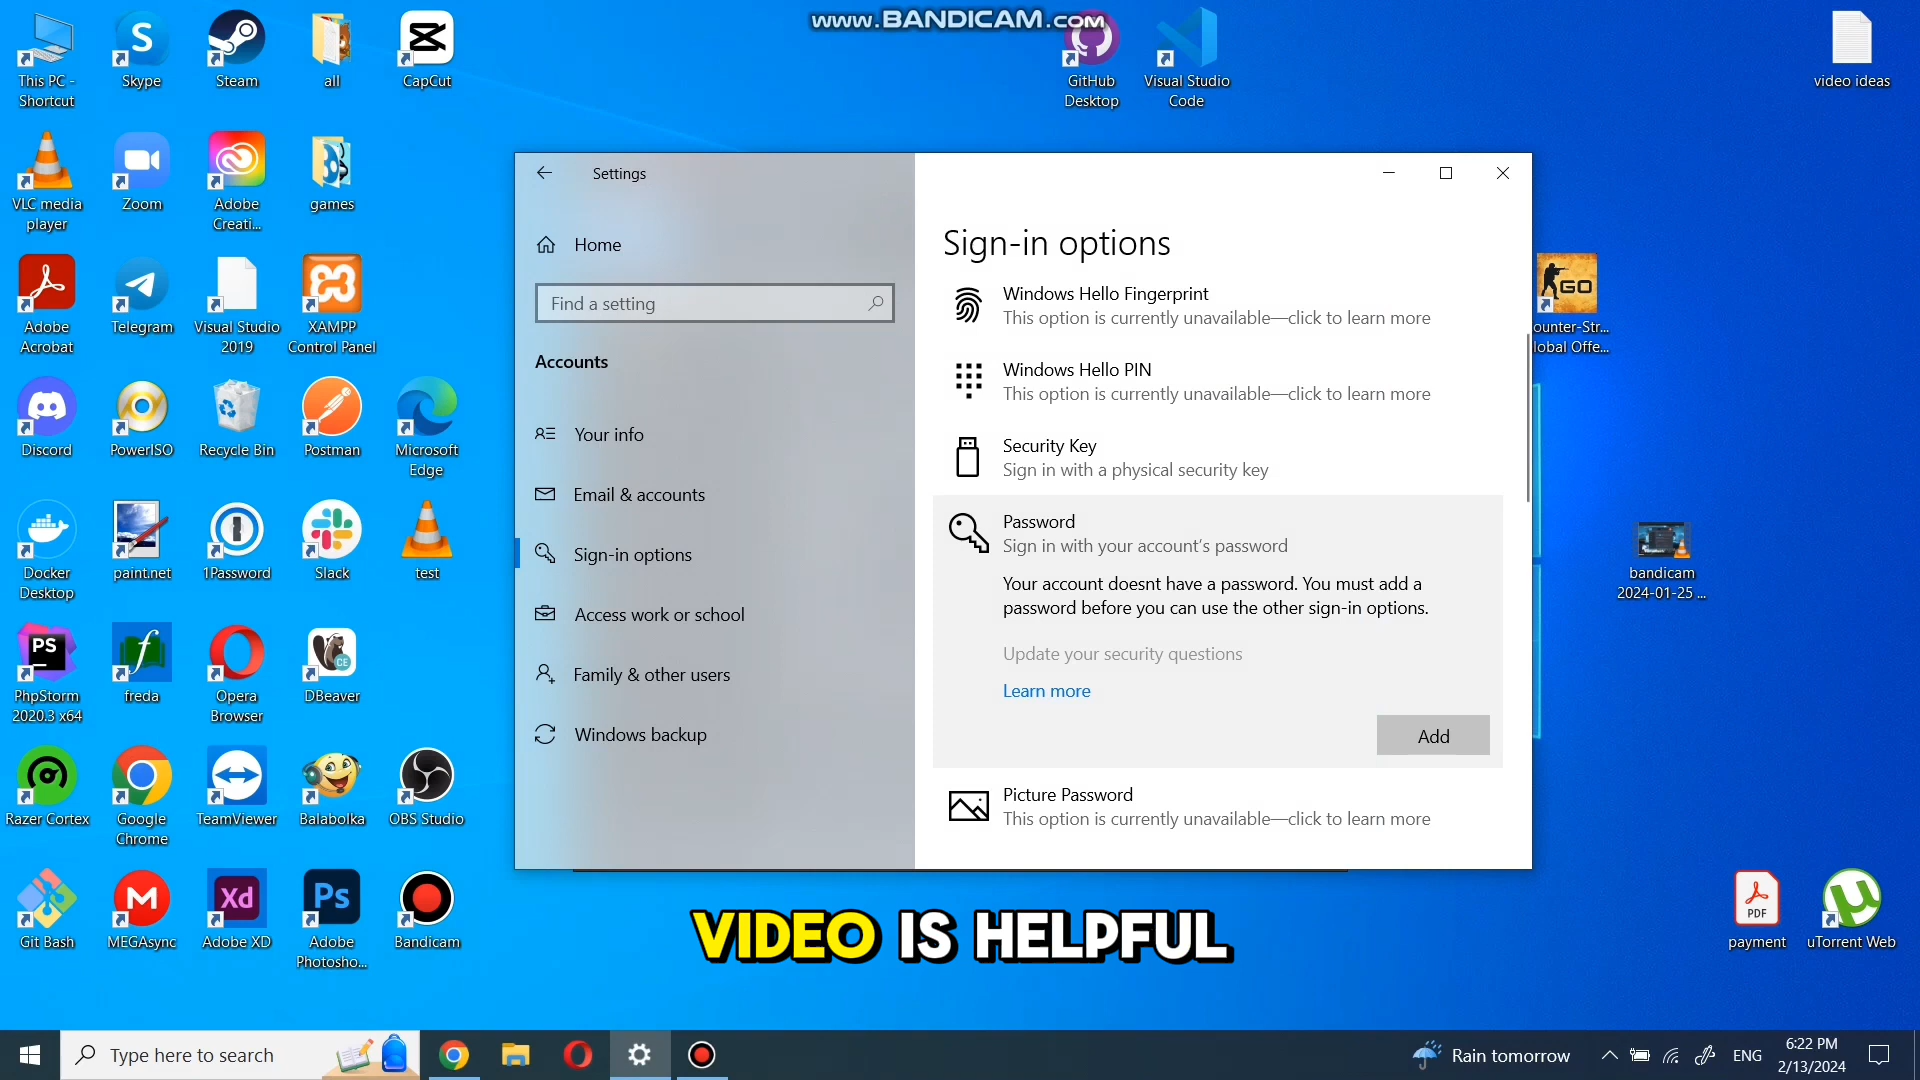 www.BANDICAM.com
This PC -
Shortcut
Skype
Steam
all
CapCut
GitHub
Desktop
Visual Studio
Code
video ideas
VLC media
player
Zoom
Adobe
Creati...
games
Adobe
Acrobat
Telegram
Visual Studio
2019
XAMPP
Control Panel
Discord
PowerISO
Recycle Bin
Postman
Microsoft
Edge
Docker
Desktop
paint.net
1Password
Slack
test
PhpStorm
2020.3 x64
freda
Opera
Browser
DBeaver
Razer Cortex
Google
Chrome
TeamViewer
Balabolka
OBS Studio
Git Bash
MEGAsync
Adobe XD
Adobe
Photosho...
Bandicam
Settings
Home
Find a setting
Accounts
Your info
Email & accounts
Sign-in options
Access work or school
Family & other users
Windows backup
Sign-in options
Windows Hello Fingerprint
This option is currently unavailable—click to learn more
Windows Hello PIN
This option is currently unavailable—click to learn more
Security Key
Sign in with a physical security key
Password
Sign in with your account's password
Your account doesnt have a password. You must add a
password before you can use the other sign-in options.
Update your security questions
Learn more
Add
Picture Password
This option is currently unavailable—click to learn more
GO
ounter-Str...
lobal Offe...
bandicam
2024-01-25 ...
PDF
payment
uTorrent Web
VIDEO IS HELPFUL
Type here to search
Rain tomorrow
ENG
6:22 PM
2/13/2024